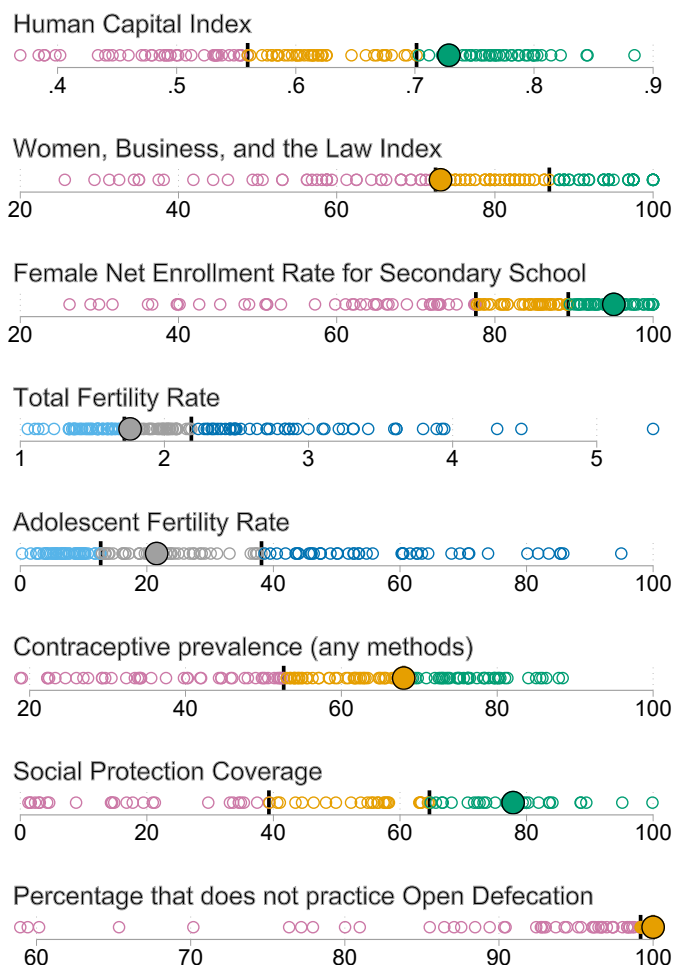 Human Capital Index
.4 .5 .6 .7 .8 .9
Women, Business, and the Law Index
20 40 60 80 100
Female Net Enrollment Rate for Secondary School
20 40 60 80 100
Total Fertility Rate
1 2 3 4 5
Adolescent Fertility Rate
0 20 40 60 80 100
Contraceptive prevalence (any methods)
20 40 60 80 100
Social Protection Coverage
0 20 40 60 80 100
Percentage that does not practice Open Defecation
60 70 80 90 100